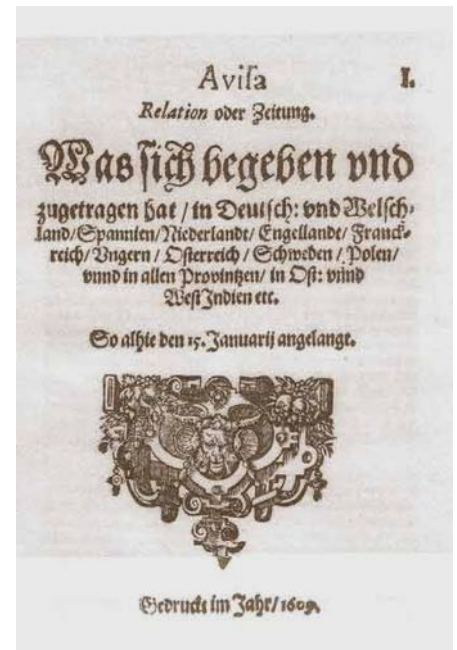 Aviſa
I.
Relation oder Zeitung.
Was ſich begeben vnd
zugetragen hat / in Deutſch: vnd Welſch-
land/Spannien/Niederlandt/Engellandt/Franck-
reich/Vngern/Oſterreich/Schweden/Polen/
vnnd in allen Provintzen/in Oſt: vnnd
WeſtIndien etc.
So alhie den 15. Januarij angelangt.
Gedruckt im Jahr/1609.